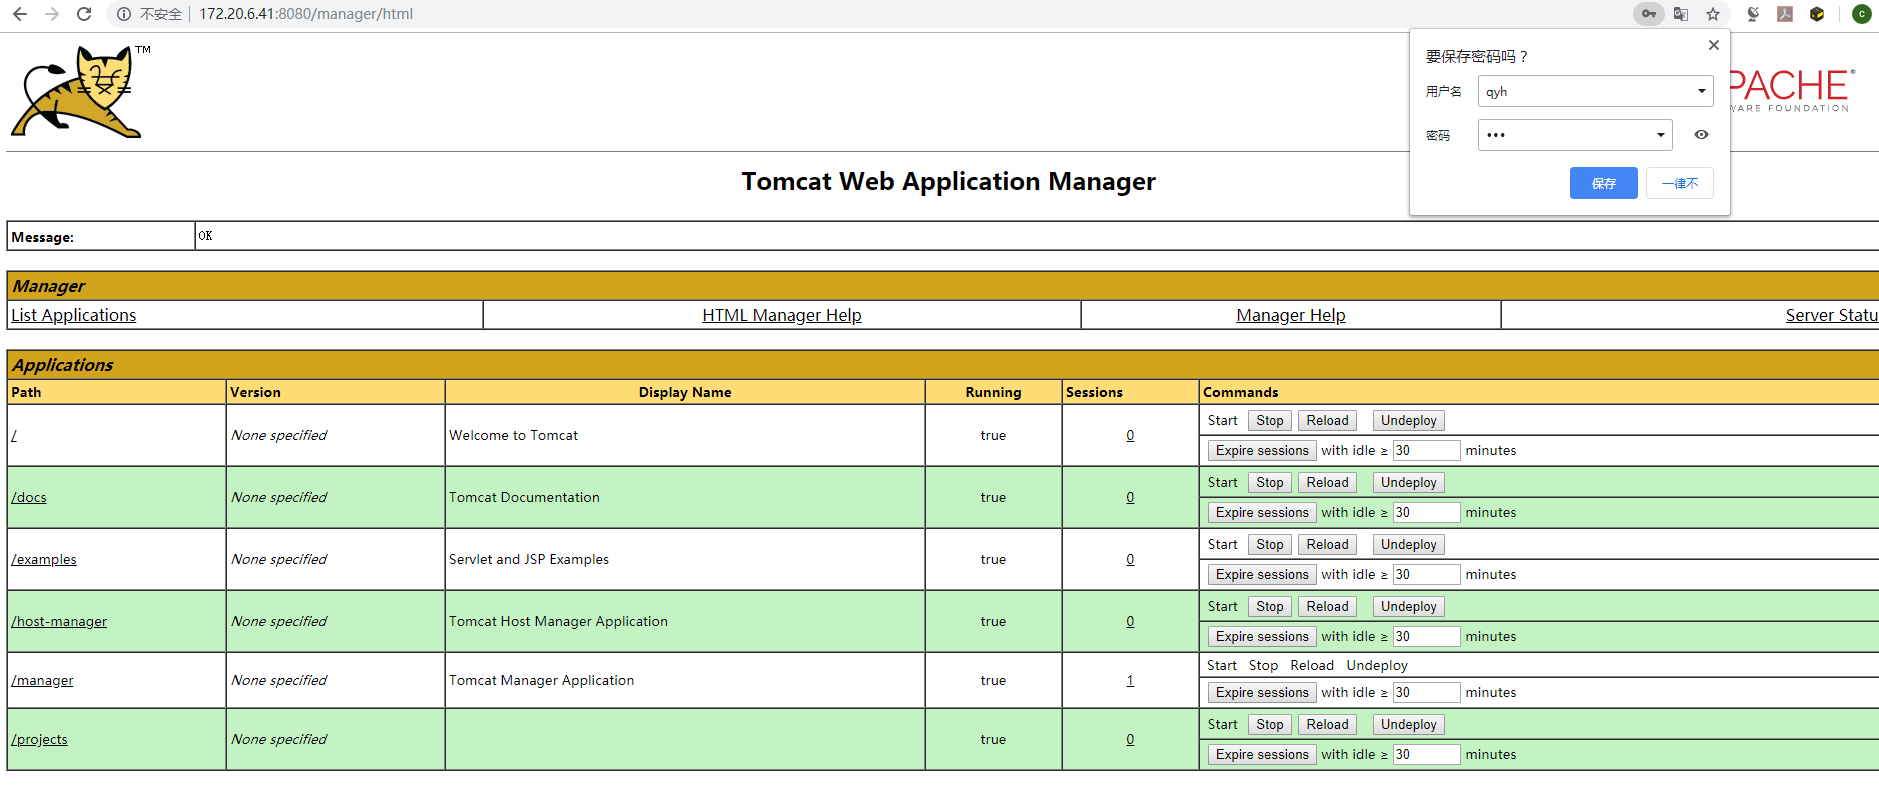 不安全 172.20.6.41:8080/manager/html
C
TM
要保存密码吗？
用户名 qyh
密码 •••
保存 一律不
PACHE®
WARE FOUNDATION
Tomcat Web Application Manager
Message: OK
Manager
List Applications HTML Manager Help Manager Help Server Statu
Applications
Path Version Display Name Running Sessions Commands
/ None specified Welcome to Tomcat true 0 Start Stop Reload Undeploy
Expire sessions with idle ≥ 30 minutes
/docs None specified Tomcat Documentation true 0 Start Stop Reload Undeploy
Expire sessions with idle ≥ 30 minutes
/examples None specified Servlet and JSP Examples true 0 Start Stop Reload Undeploy
Expire sessions with idle ≥ 30 minutes
/host-manager None specified Tomcat Host Manager Application true 0 Start Stop Reload Undeploy
Expire sessions with idle ≥ 30 minutes
/manager None specified Tomcat Manager Application true 1 Start Stop Reload Undeploy
Expire sessions with idle ≥ 30 minutes
/projects None specified true 0 Start Stop Reload Undeploy
Expire sessions with idle ≥ 30 minutes